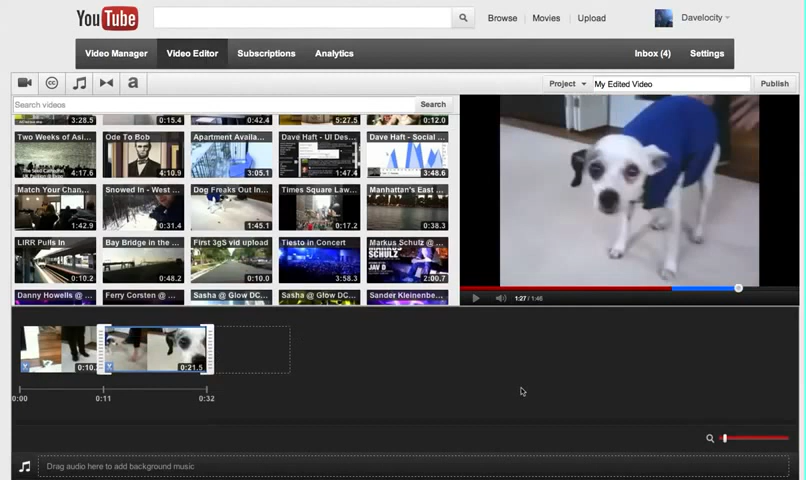 YouTube
Browse Movies Upload Davelocity
Video Manager Video Editor Subscriptions Analytics Inbox (4) Settings
a
Project My Edited Video Publish
Search videos Search
3:28.5 0:15.4 0:42.4 5:27.5 0:12.0
Two Weeks of Asi... Ode To Bob Apartment Availa... Dave Haft - UI Des... Dave Haft - Social ...
4:17.6 4:10.9 3:05.1 1:47.4 3:48.6
Match Your Chan... Snowed In - West ... Dog Freaks Out In... Times Square Law... Manhattan's East ...
1:42.9 0:31.4 1:45.1 0:17.2 0:38.3
LIRR Pulls In Bay Bridge in the ... First 3gS vid upload Tiesto in Concert Markus Schulz @ ...
MARKUS
SCHULZ
JAV D
0:10.2 0:48.2 0:10.0 3:58.3 2:00.7
Danny Howells @ ... Ferry Corsten @ ... Sasha @ Glow DC... Sasha @ Glow DC... Sander Kleinenbe...
1:27 / 1:46
0:10. 0:21.5
0:00 0:11 0:32
Drag audio here to add background music